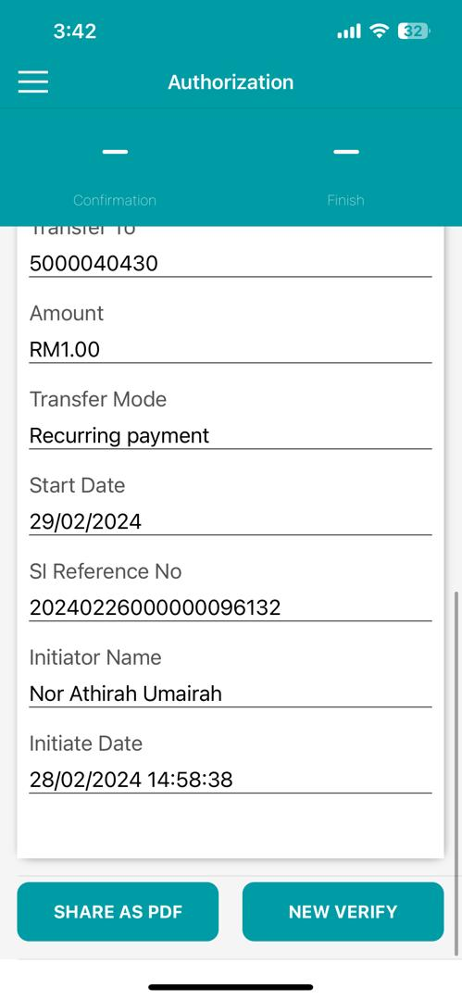 3:42
32
Authorization
Confirmation
Finish
Transfer To
5000040430
Amount
RM1.00
Transfer Mode
Recurring payment
Start Date
29/02/2024
SI Reference No
20240226000000096132
Initiator Name
Nor Athirah Umairah
Initiate Date
28/02/2024 14:58:38
SHARE AS PDF
NEW VERIFY